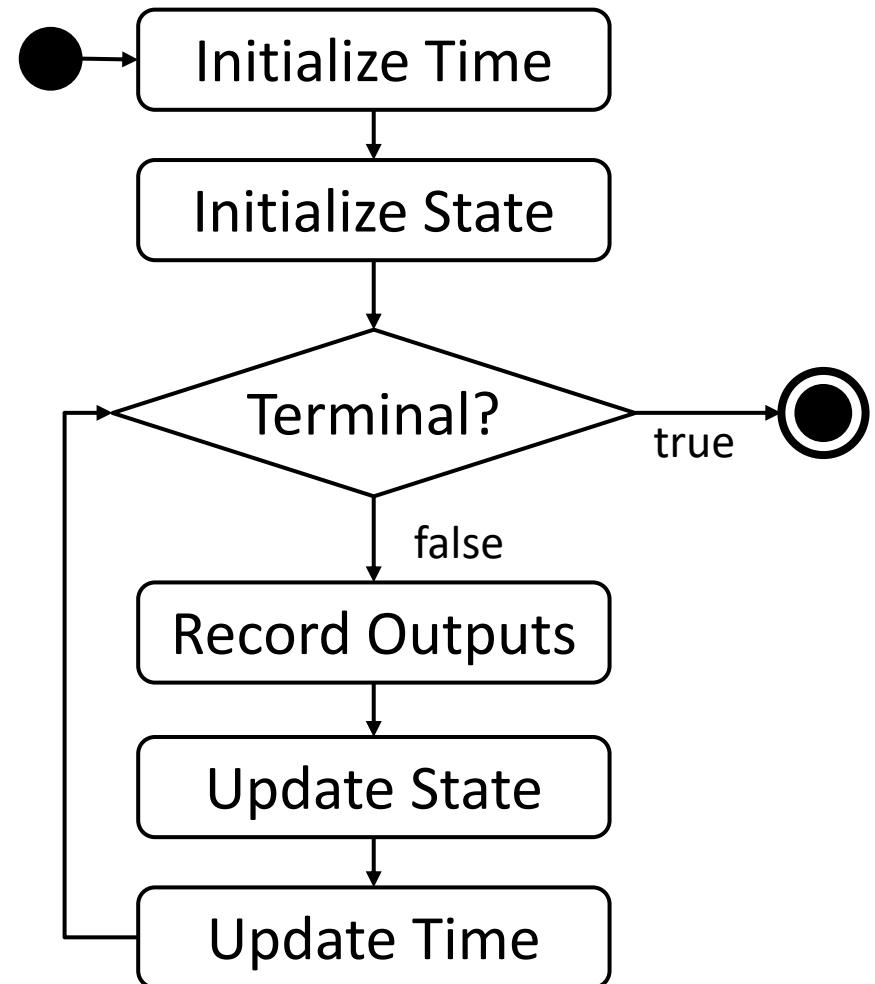 Initialize Time
Initialize State
Terminal?
true
false
Record Outputs
Update State
Update Time